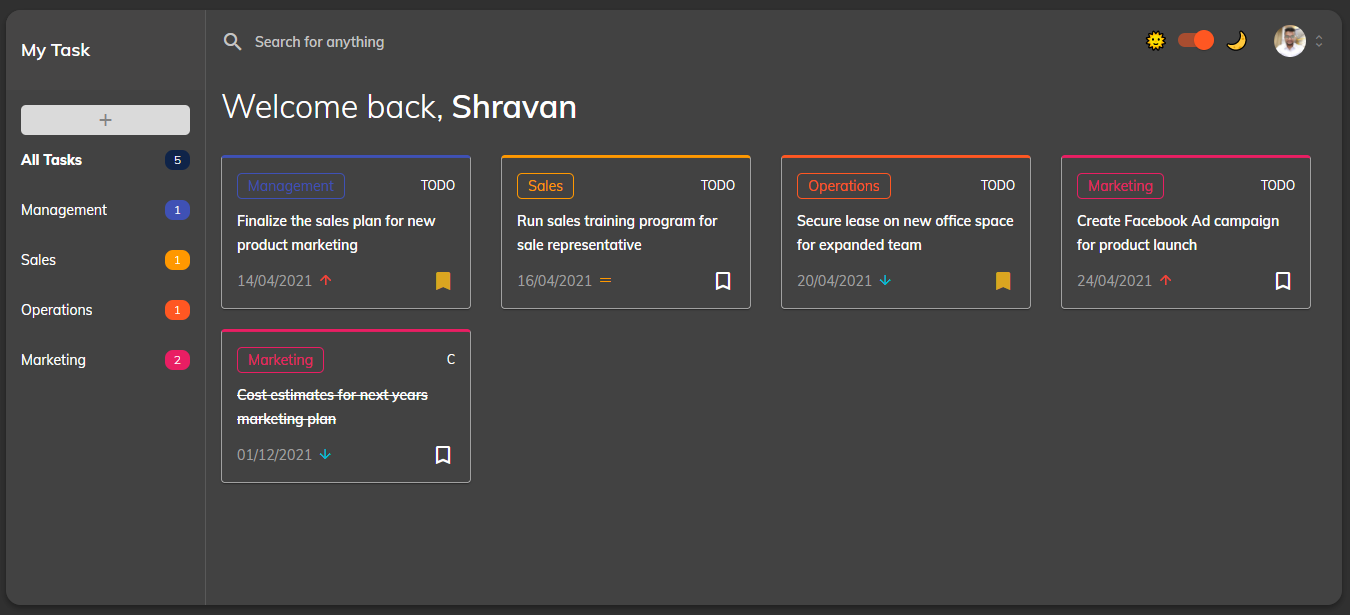 My Task
+
All Tasks 5
Management 1
Sales 1
Operations 1
Marketing 2
Search for anything
Welcome back, Shravan
Management TODO
Finalize the sales plan for new
product marketing
14/04/2021
Sales TODO
Run sales training program for
sale representative
16/04/2021
Operations TODO
Secure lease on new office space
for expanded team
20/04/2021
Marketing TODO
Create Facebook Ad campaign
for product launch
24/04/2021
Marketing C
Cost estimates for next years
marketing plan
01/12/2021